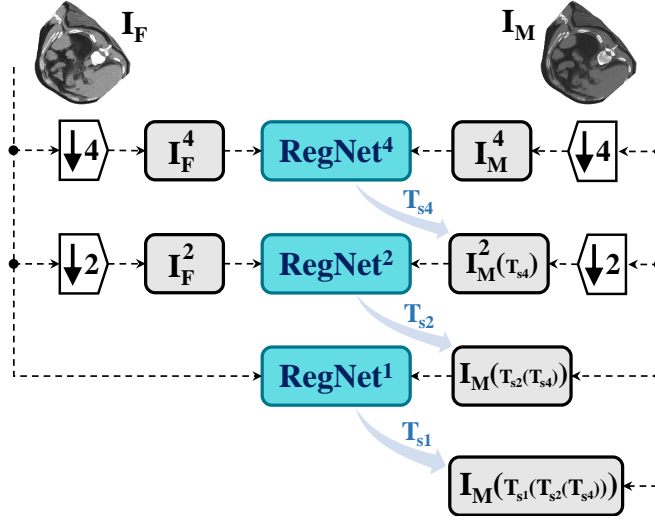 I_F I_M
↓4 I_F^4 RegNet^4 I_M^4 ↓4
T_s4
↓2 I_F^2 RegNet^2 I_M^2(T_s4) ↓2
T_s2
RegNet^1 I_M(T_s2(T_s4))
T_s1
I_M(T_s1(T_s2(T_s4)))